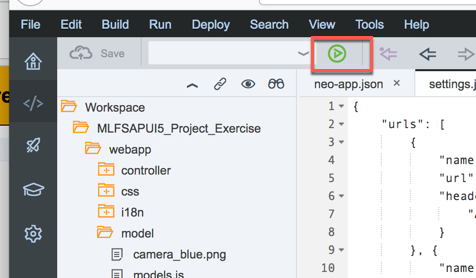 File Edit Build Run Deploy Search View Tools Help
Save
neo-app.json × settings.j
Workspace
MLFSAPUI5_Project_Exercise
webapp
controller
css
i18n
model
camera_blue.png
models.js
1 {
2 "urls": [
3 {
4 "name
5 "url"
6 "heade
7 "A
8 }
9 }, {
10 "name